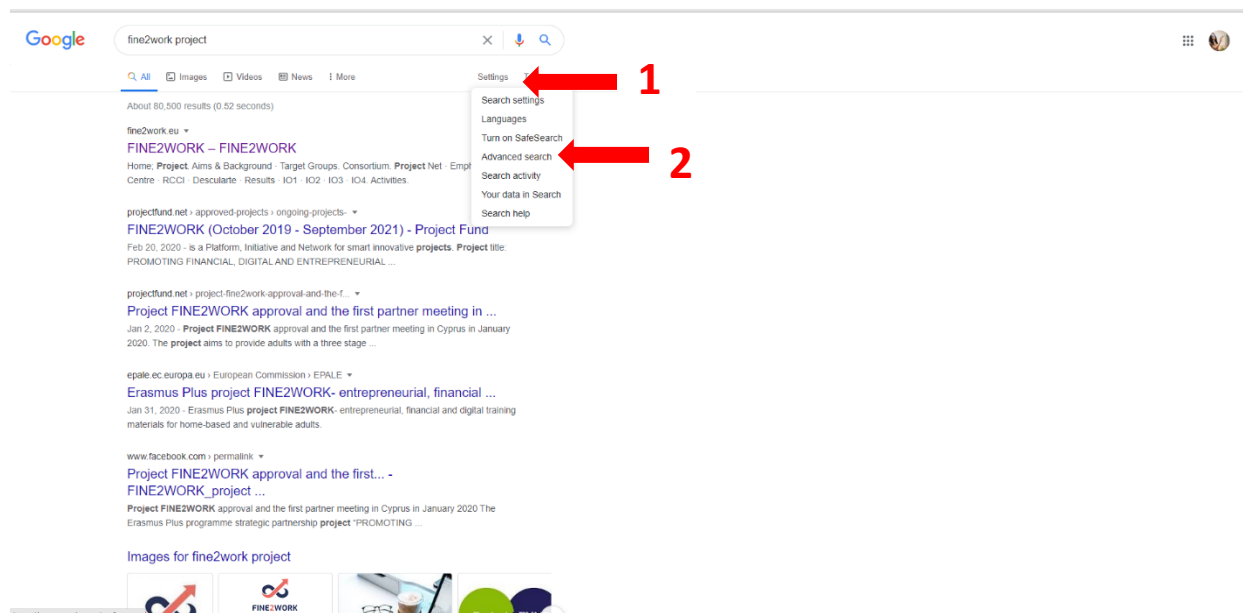 Google
fine2work project
All Images Videos News More
Settings
1
About 80,500 results (0.52 seconds)
Search settings
Languages
Turn on SafeSearch
Advanced search
2
Search activity
Your data in Search
Search help
fine2work.eu
FINE2WORK – FINE2WORK
Home; Project. Aims & Background · Target Groups. Consortium. Project Net · Emph
Centre · RCCI · Descularte · Results · IO1 · IO2 · IO3 · IO4. Activities.
projectfund.net › approved-projects › ongoing-projects-
FINE2WORK (October 2019 - September 2021) - Project Fund
Feb 20, 2020 - is a Platform, Initiative and Network for smart innovative projects. Project title:
PROMOTING FINANCIAL, DIGITAL AND ENTREPRENEURIAL ...
projectfund.net › project-fine2work-approval-and-the-f...
Project FINE2WORK approval and the first partner meeting in ...
Jan 2, 2020 - Project FINE2WORK approval and the first partner meeting in Cyprus in January
2020. The project aims to provide adults with a three stage ...
epale.ec.europa.eu › European Commission › EPALE
Erasmus Plus project FINE2WORK- entrepreneurial, financial ...
Jan 31, 2020 - Erasmus Plus project FINE2WORK- entrepreneurial, financial and digital training
materials for home-based and vulnerable adults.
www.facebook.com › permalink
Project FINE2WORK approval and the first... -
FINE2WORK_project ...
Project FINE2WORK approval and the first partner meeting in Cyprus in January 2020 The
Erasmus Plus programme strategic partnership project "PROMOTING ...
Images for fine2work project
FINE2WORK